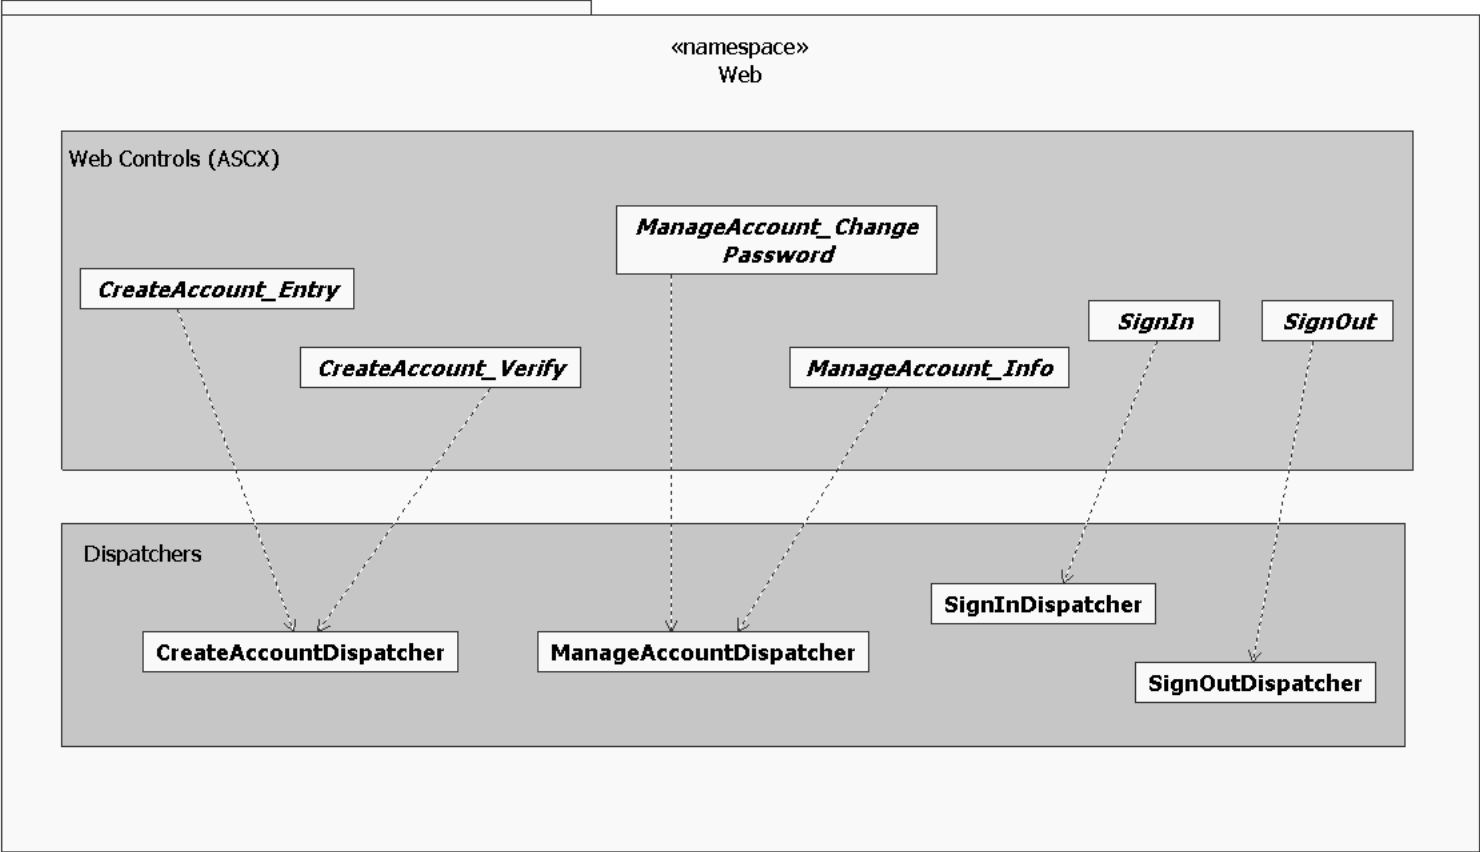 «namespace»
Web
Web Controls (ASCX)
ManageAccount_Change
Password
CreateAccount_Entry
SignIn
SignOut
CreateAccount_Verify
ManageAccount_Info
Dispatchers
SignInDispatcher
CreateAccountDispatcher
ManageAccountDispatcher
SignOutDispatcher